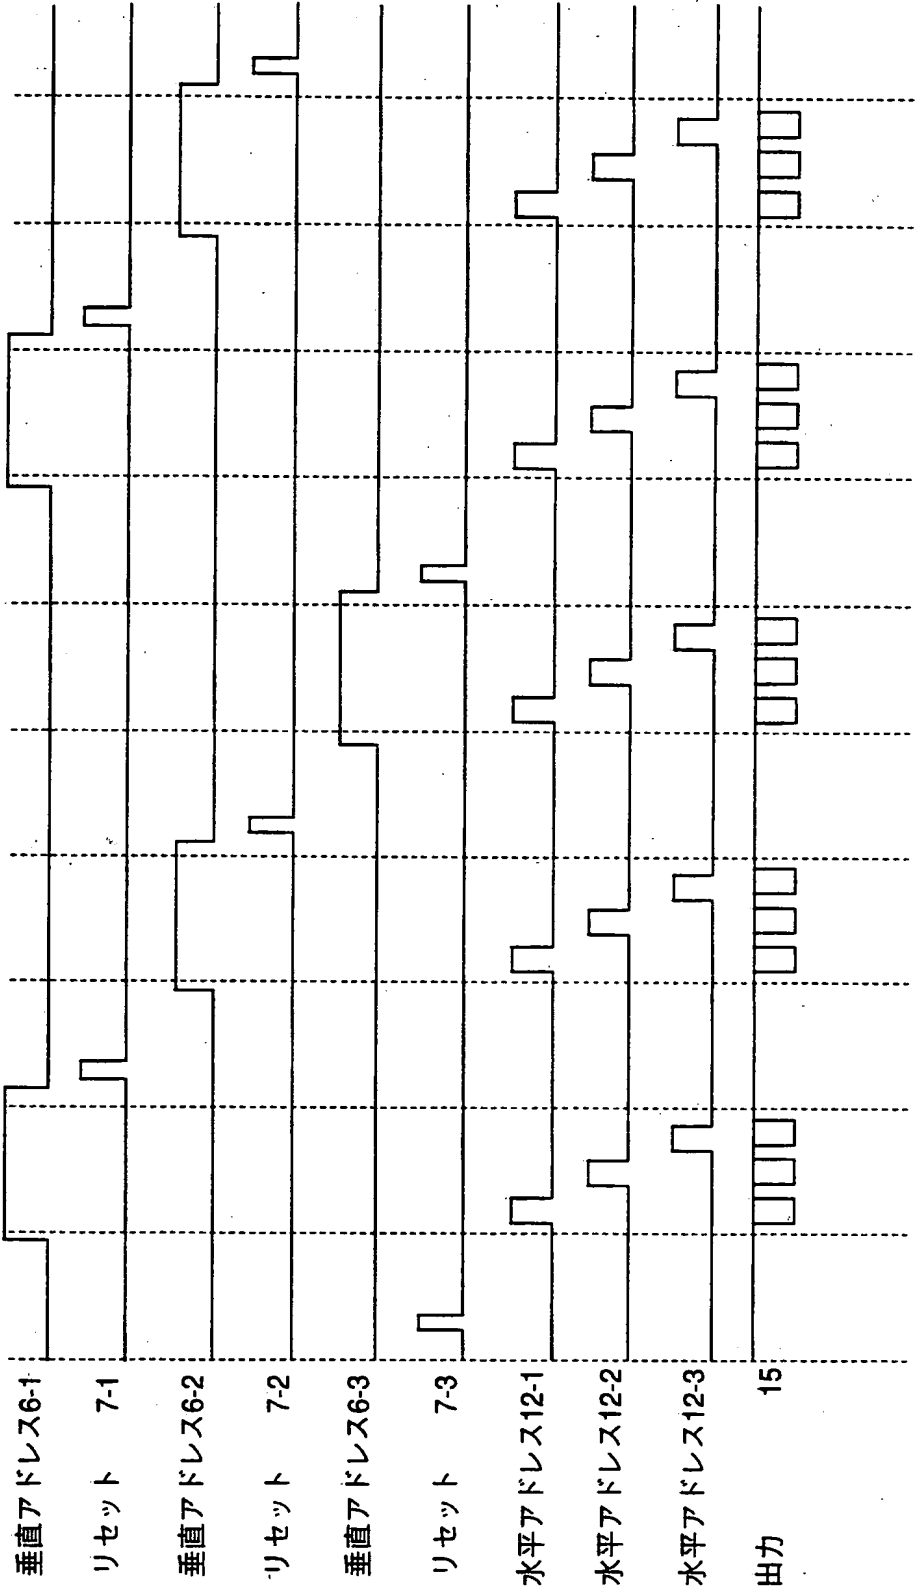 垂直アドレス6-1
リセット 7-1
垂直アドレス6-2
リセット 7-2
垂直アドレス6-3
リセット 7-3
水平アドレス12-1
水平アドレス12-2
水平アドレス12-3
出力 15